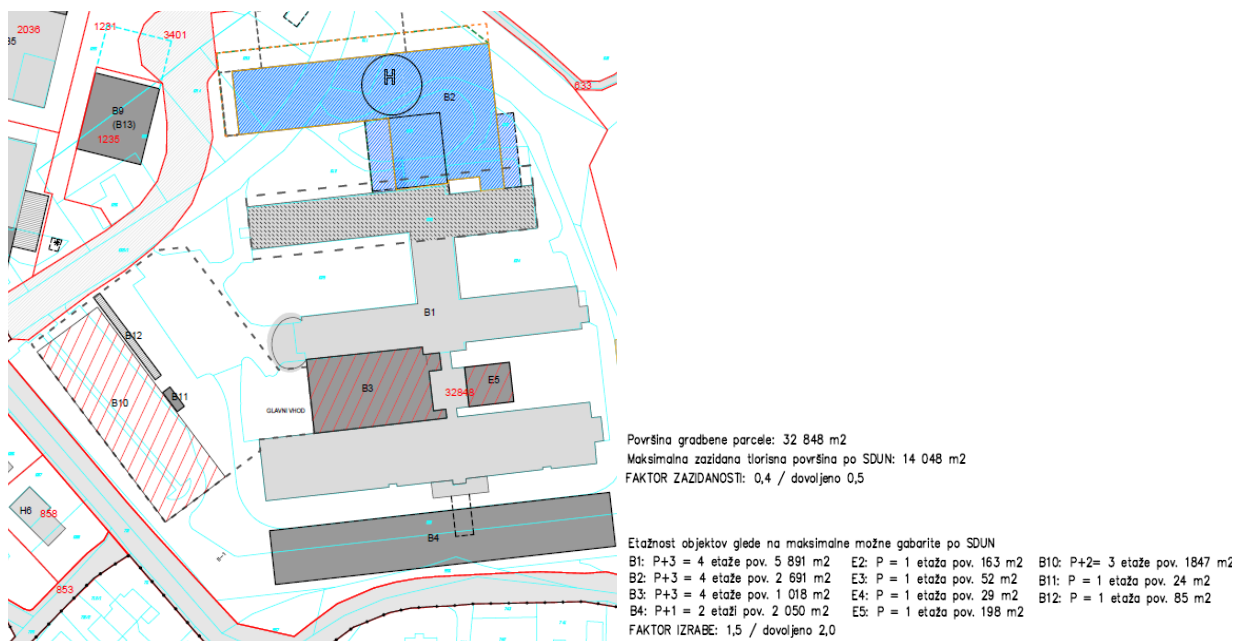 2036
B5
1231
3401
633
H
B2
B9
(B13)
1235
B1
B12
B11
B10
B3
32848
E5
GLAVNI VHOD
H6
858
B4
853
Površina gradbene parcele: 32 848 m2
Maksimalna zazidana tlorisna površina po SDUN: 14 048 m2
FAKTOR ZAZIDANOSTI: 0,4 / dovoljeno 0,5
Etažnost objektov glede na maksimalne možne gabarite po SDUN
B1: P+3 = 4 etaže pov. 5 891 m2 E2: P = 1 etaža pov. 163 m2 B10: P+2= 3 etaže pov. 1847 m2
B2: P+3 = 4 etaže pov. 2 691 m2 E3: P = 1 etaža pov. 52 m2 B11: P = 1 etaža pov. 24 m2
B3: P+3 = 4 etaže pov. 1 018 m2 E4: P = 1 etaža pov. 29 m2 B12: P = 1 etaža pov. 85 m2
B4: P+1 = 2 etaži pov. 2 050 m2 E5: P = 1 etaža pov. 198 m2
FAKTOR IZRABE: 1,5 / dovoljeno 2,0